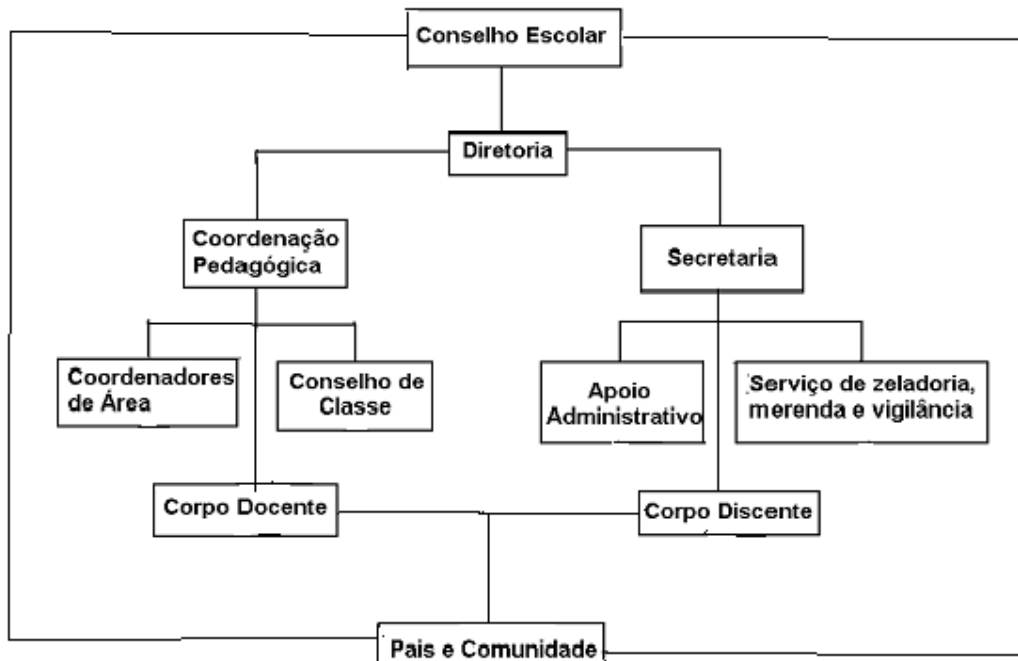 Conselho Escolar
Diretoria
Coordenação
Pedagógica
Secretaria
Coordenadores
de Área
Conselho de
Classe
Apoio
Administrativo
Serviço de zeladoria,
merenda e vigilância
Corpo Docente
Corpo Discente
Pais e Comunidade